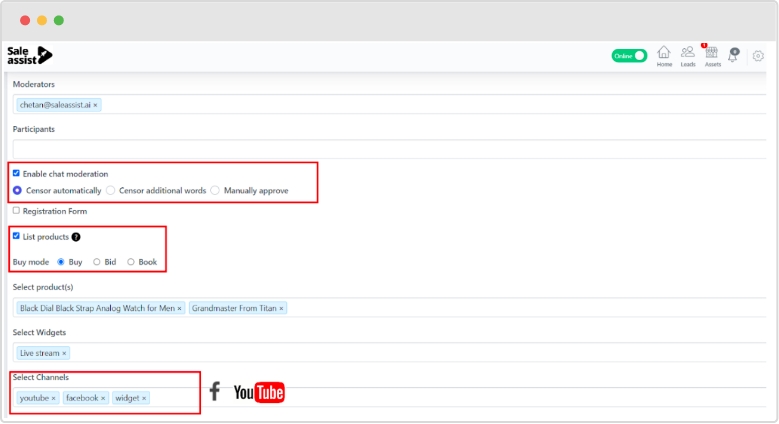 Sale
assist
Online
Home
Leads
1
Assets
Moderators
chetan@saleassist.ai ×
Participants
Enable chat moderation
Censor automatically Censor additional words Manually approve
Registration Form
List products ?
Buy mode Buy Bid Book
Select product(s)
Black Dial Black Strap Analog Watch for Men × Grandmaster From Titan ×
Select Widgets
Live stream ×
Select Channels
youtube × facebook × widget × f YouTube